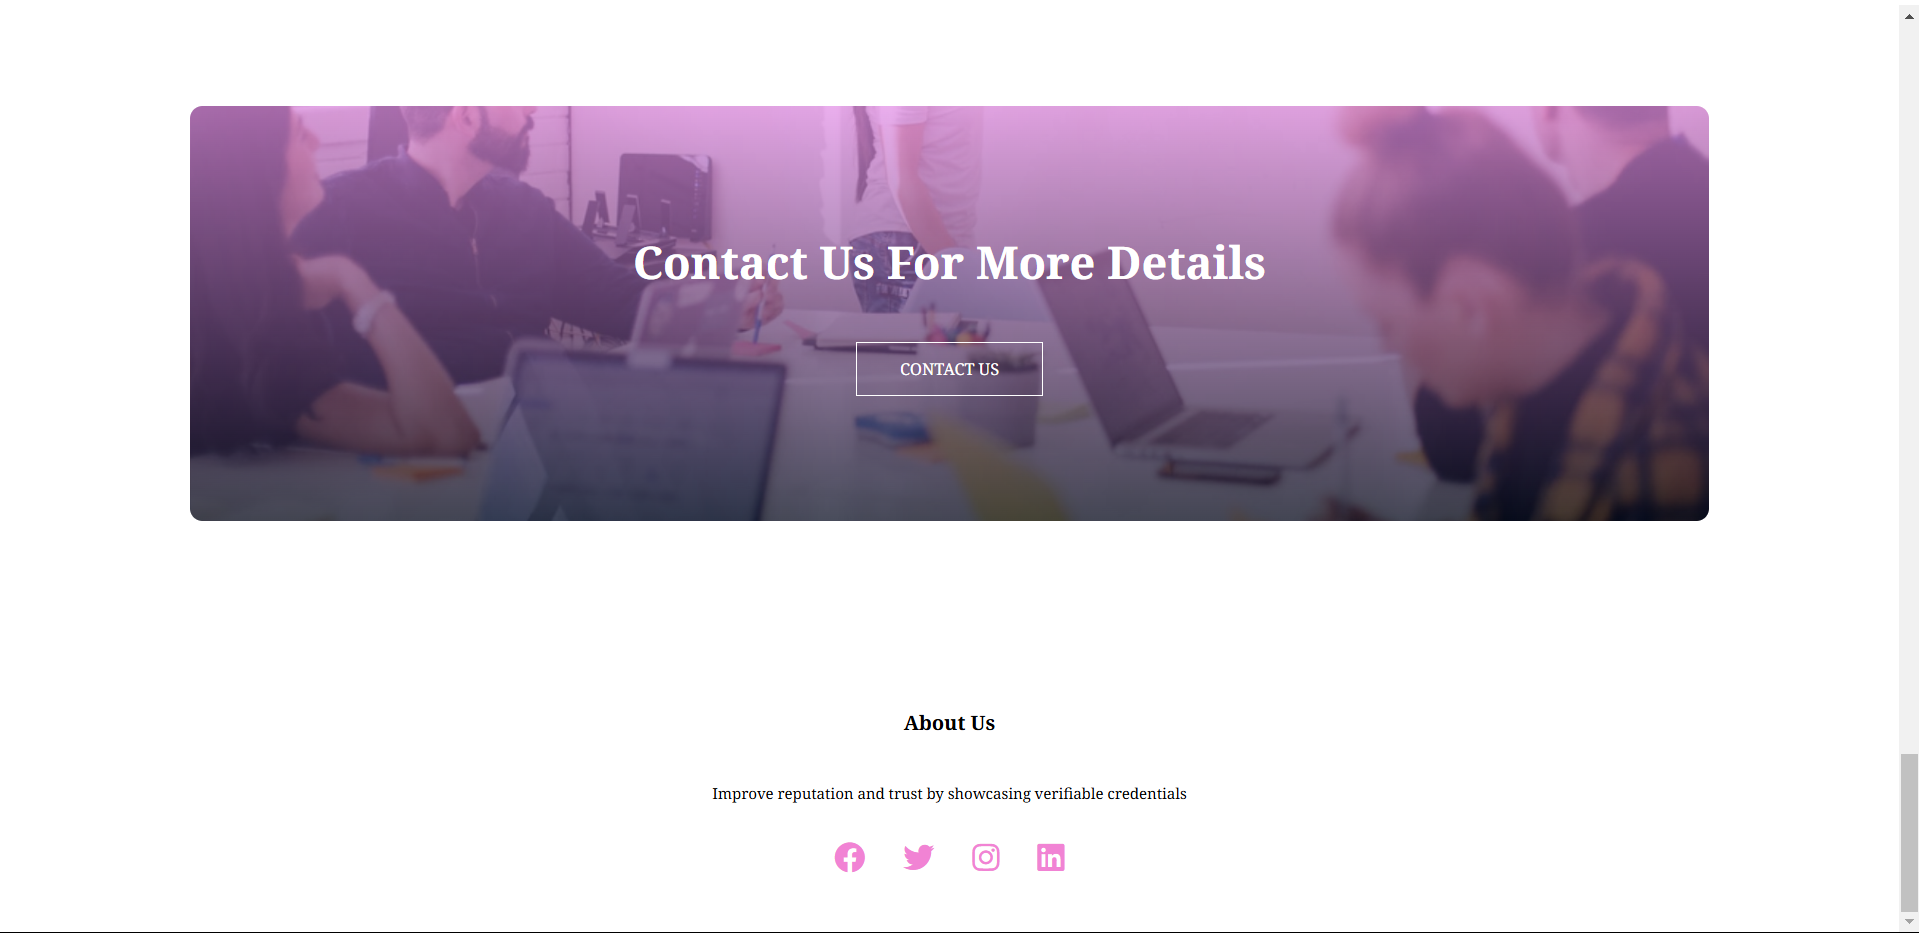 Contact Us For More Details
CONTACT US
About Us
Improve reputation and trust by showcasing verifiable credentials